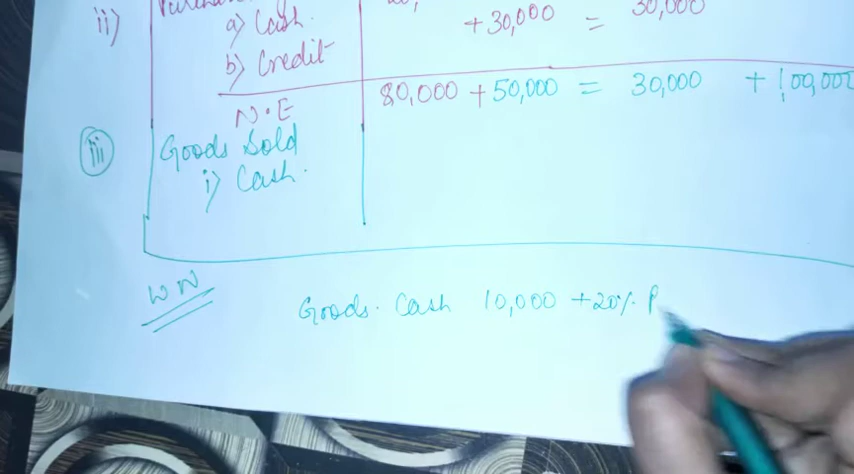 ii)
a) Cash. +30,000 = 30,000
b) Credit
N.E 80,000 + 50,000 = 30,000 + 1,00,000
iii Goods Sold
i) Cash.
WN
Goods. Cash 10,000 + 20% P